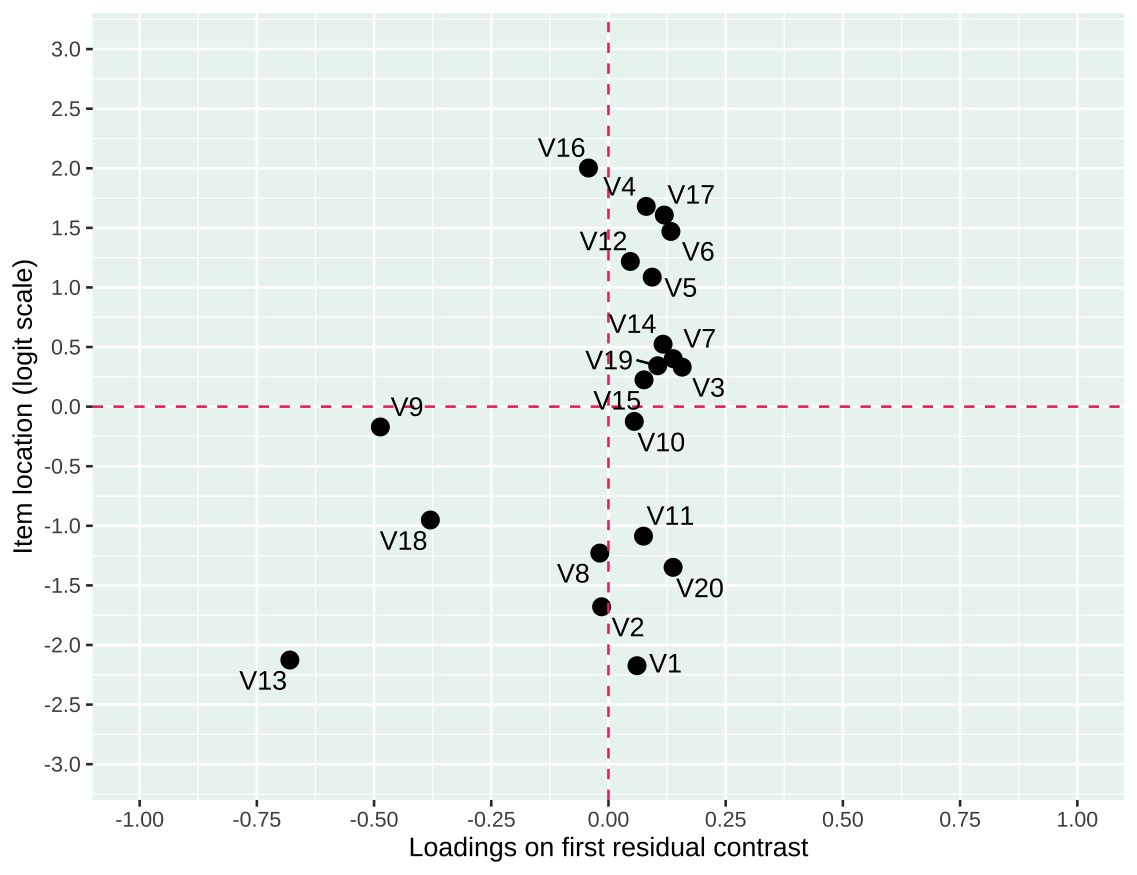 3.0
2.5
2.0
1.5
1.0
0.5
0.0
-0.5
-1.0
-1.5
-2.0
-2.5
-3.0
Item location (logit scale)
V16
V4
V17
V12
V6
V5
V14
V7
V19
V3
V15
V9
V10
V11
V18
V8
V20
V2
V1
V13
-1.00 -0.75 -0.50 -0.25 0.00 0.25 0.50 0.75 1.00
Loadings on first residual contrast